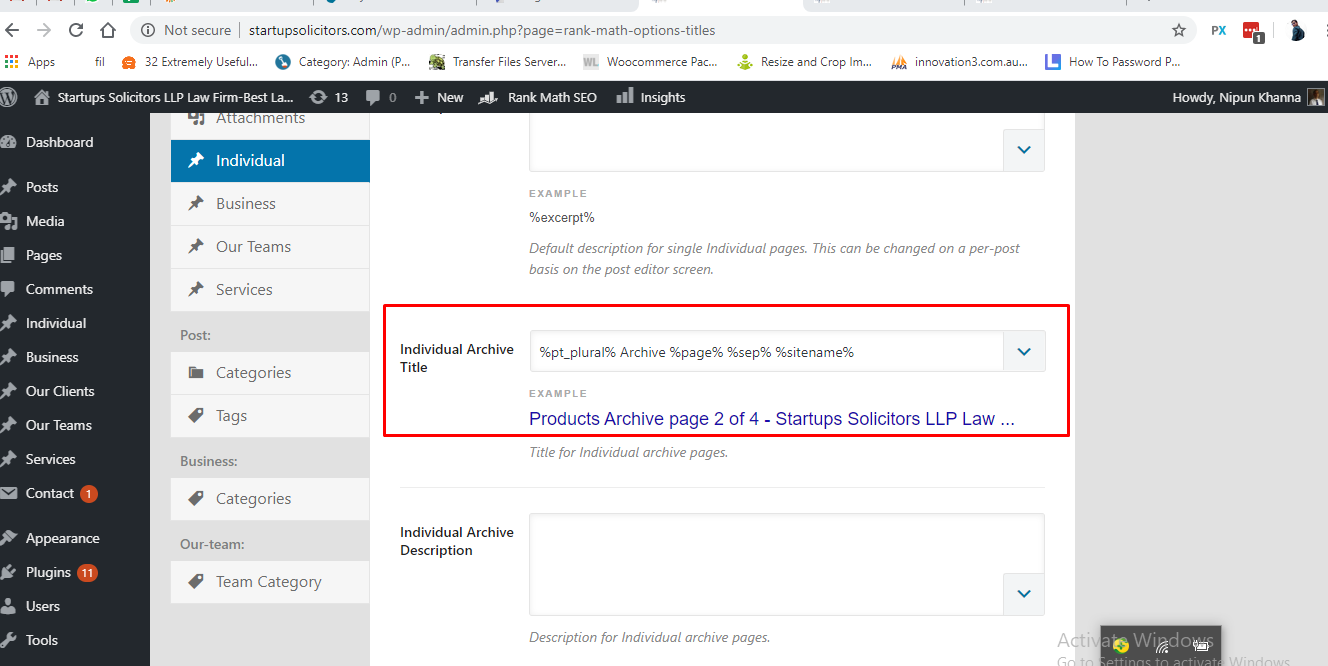 Not secure | startupsolicitors.com/wp-admin/admin.php?page=rank-math-options-titles
PX
1
Apps
fil
32 Extremely Useful...
Category: Admin (P...
Transfer Files Server...
WL Woocommerce Pac...
Resize and Crop Im...
PMA innovation3.com.au...
How To Password P...
Startups Solicitors LLP Law Firm-Best La...
13
0
New
Rank Math SEO
Insights
Howdy, Nipun Khanna
Dashboard
Posts
Media
Pages
Comments
Individual
Business
Our Clients
Our Teams
Services
Contact 1
Appearance
Plugins 11
Users
Tools
Attachments
Individual
Business
Our Teams
Services
Post:
Categories
Tags
Business:
Categories
Our-team:
Team Category
EXAMPLE
%excerpt%
Default description for single Individual pages. This can be changed on a per-post
basis on the post editor screen.
Individual Archive
Title
%pt_plural% Archive %page% %sep% %sitename%
EXAMPLE
Products Archive page 2 of 4 - Startups Solicitors LLP Law ...
Title for Individual archive pages.
Individual Archive
Description
Description for Individual archive pages.
Activate Windows
Go to Settings to activate Windows.